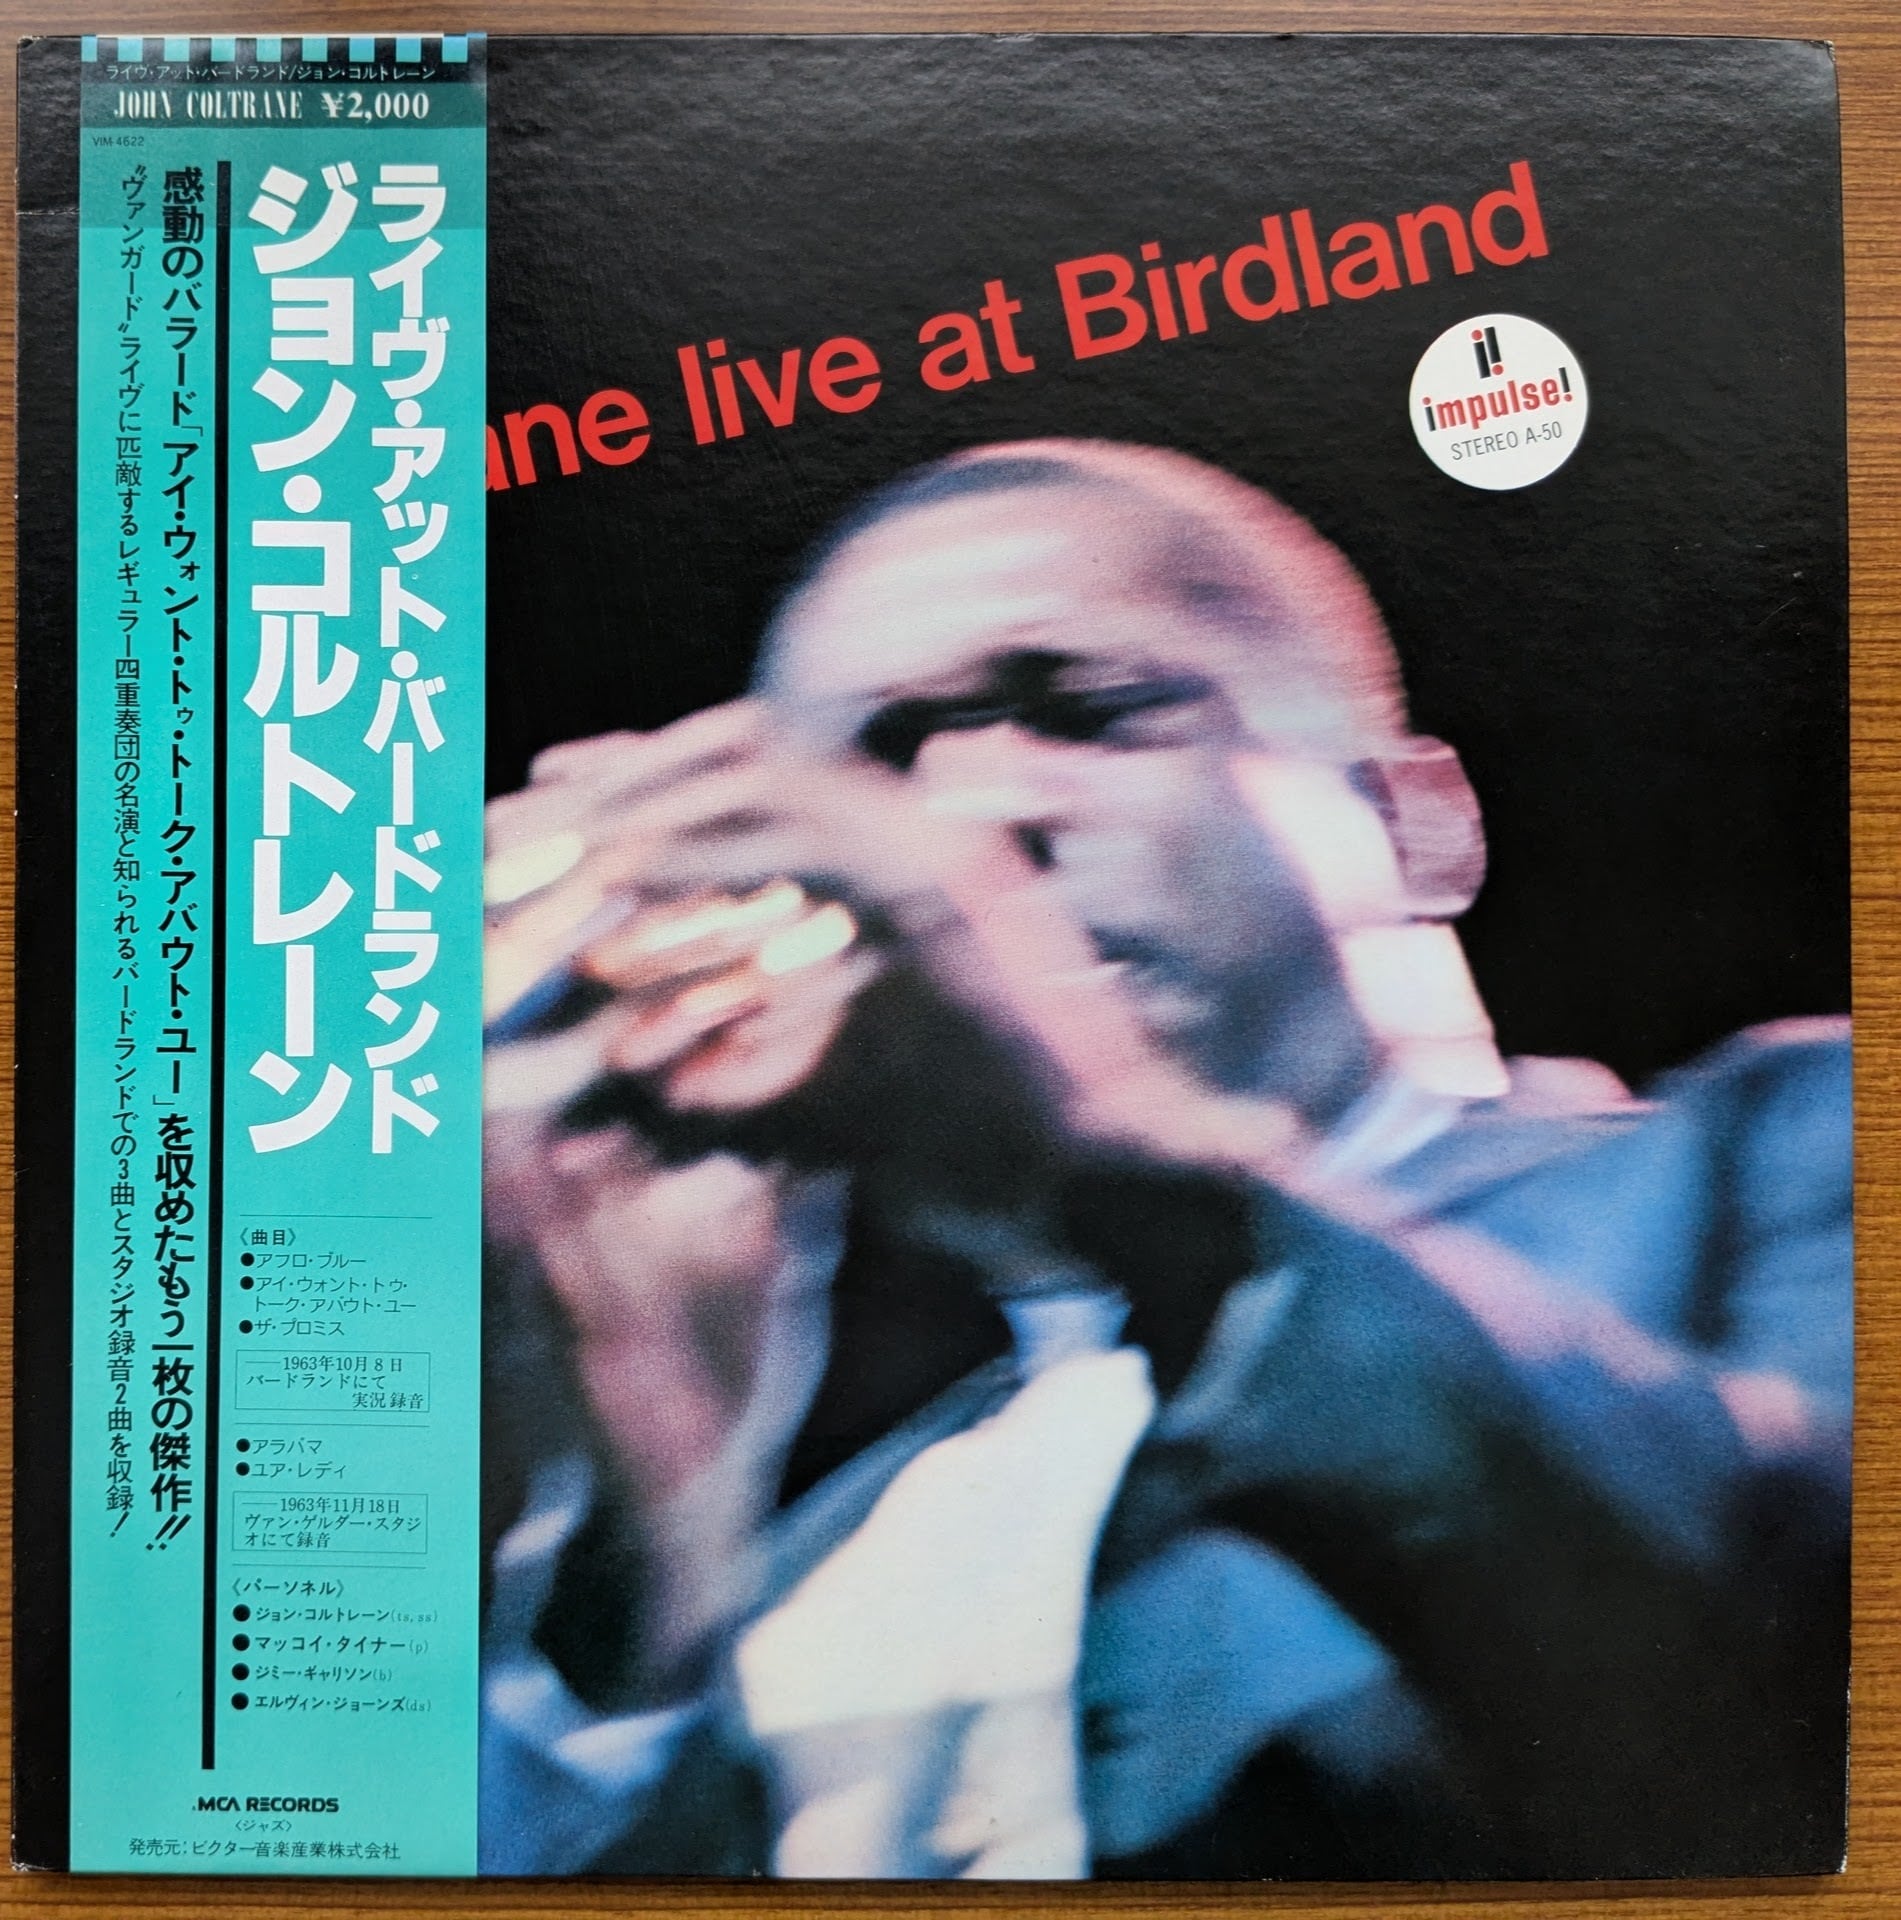 ライヴ・アット・バードランド/ジョン・コルトレーン
JOHN COLTRANE ¥2,000
VIM-4622
ライヴ・アット・バードランド
ジョン・コルトレーン
感動のバラード「アイ・ウォント・トゥ・トーク・アバウト・ユー」を収めたもう一枚の傑作!!
"ヴァンガード"ライヴに匹敵するレギュラー四重奏団の名演と知られるバードランドでの3曲とスタジオ録音2曲を収録!
《曲目》
●アフロ・ブルー
●アイ・ウォント・トゥ・
トーク・アバウト・ユー
●ザ・プロミス
——1963年10月8日
バードランドにて
実況録音
●アラバマ
●ユア・レディ
——1963年11月18日
ヴァン・ゲルダー・スタジ
オにて録音
《パーソネル》
●ジョン・コルトレーン(ts, ss)
●マッコイ・タイナー(p)
●ジミー・ギャリソン(b)
●エルヴィン・ジョーンズ(ds)
MCA RECORDS
〈ジャズ〉
発売元:ビクター音楽産業株式会社
ane live at Birdland
i!
impulse!
STEREO A-50